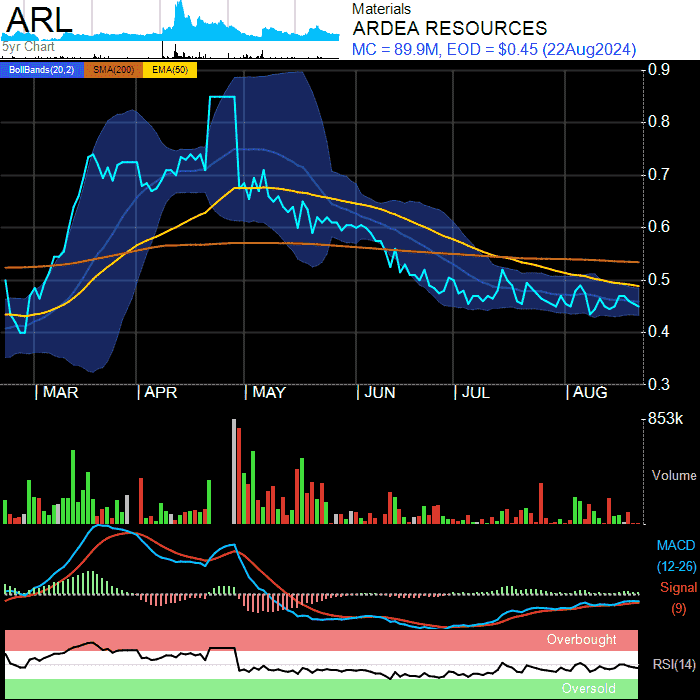 ARL
5yr Chart
Materials
ARDEA RESOURCES
MC = 89.9M, EOD = $0.45 (22Aug2024)
BollBands(20,2) SMA(200) EMA(50)
0.9
0.8
0.7
0.6
0.5
0.4
0.3
MAR APR MAY JUN JUL AUG
853k
Volume
MACD
(12-26)
Signal
(9)
Overbought
RSI(14)
Oversold